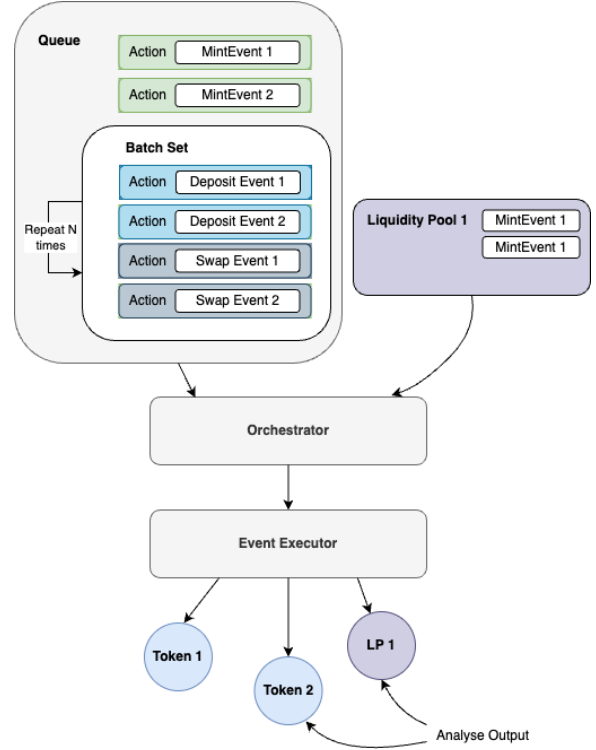 Queue
Action MintEvent 1
Action MintEvent 2
Batch Set
Action Deposit Event 1
Action Deposit Event 2
Action Swap Event 1
Action Swap Event 2
Repeat N
times
Liquidity Pool 1 MintEvent 1
MintEvent 1
Orchestrator
Event Executor
Token 1
Token 2
LP 1
Analyse Output